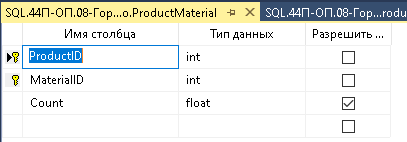 SQL.44П-ОП.08-Гор...o.ProductMaterial
SQL.44П-ОП.08-Гор...rodu
Имя столбца Тип данных Разрешить ...
ProductID int
MaterialID int
Count float